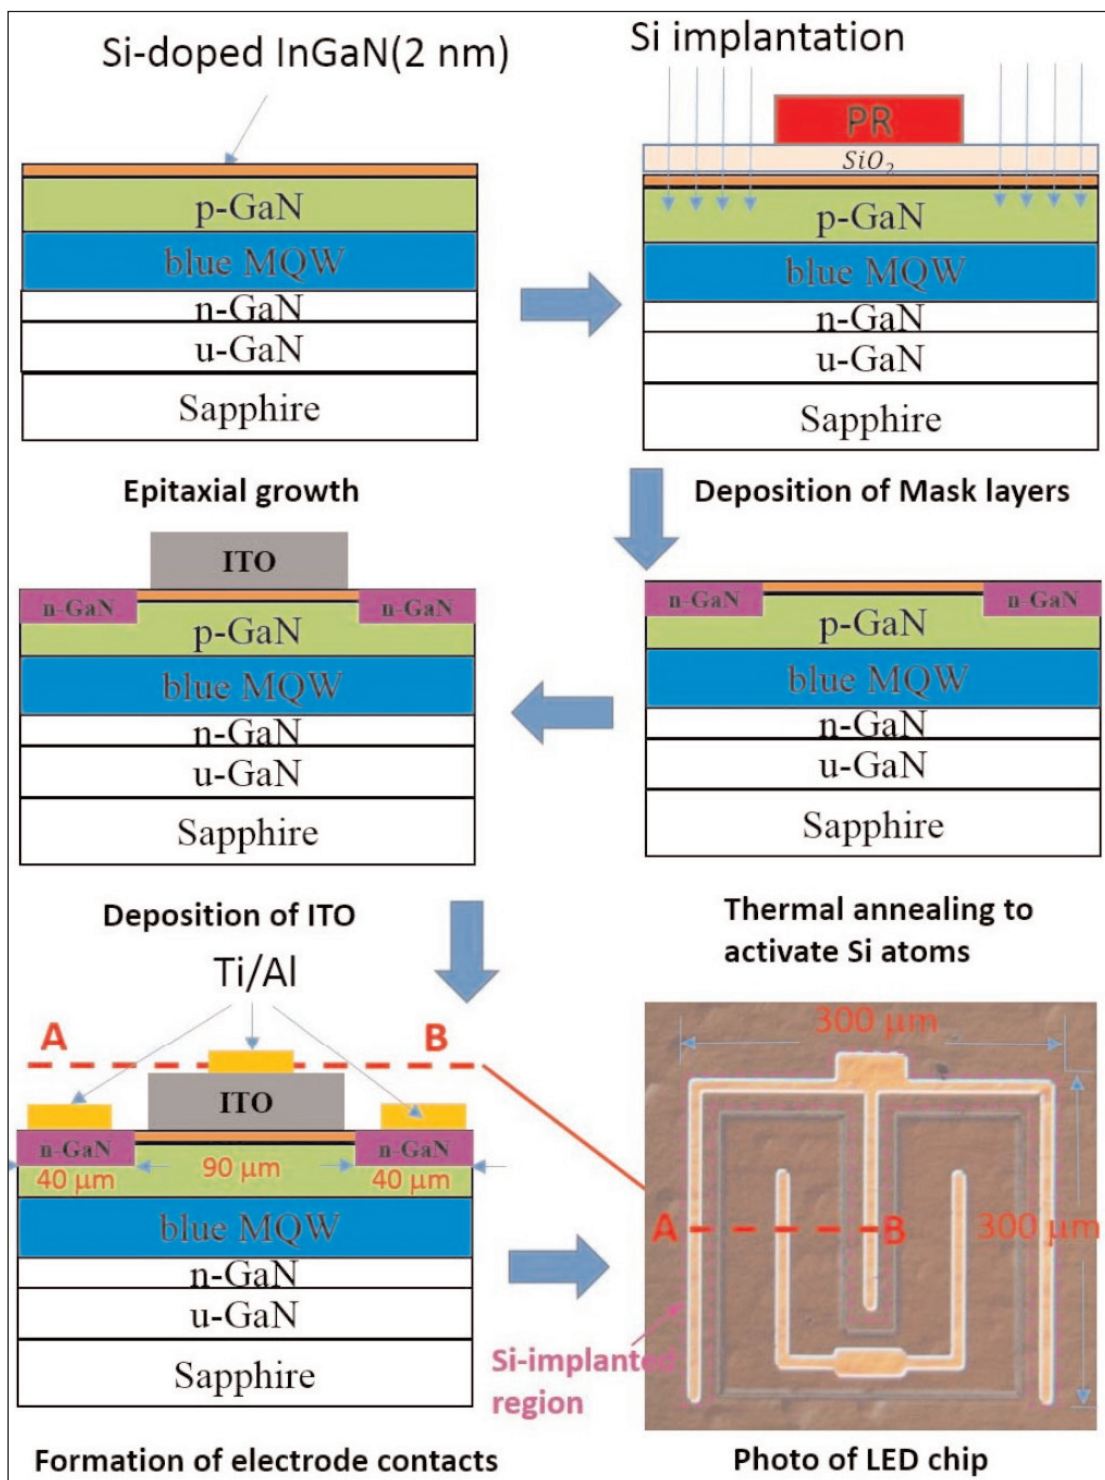 Si-doped InGaN(2 nm)
p-GaN
blue MQW
n-GaN
u-GaN
Sapphire
Epitaxial growth
Si implantation
PR
SiO₂
p-GaN
blue MQW
n-GaN
u-GaN
Sapphire
Deposition of Mask layers
n-GaN n-GaN
p-GaN
blue MQW
n-GaN
u-GaN
Sapphire
Thermal annealing to
activate Si atoms
ITO
n-GaN n-GaN
p-GaN
blue MQW
n-GaN
u-GaN
Sapphire
Deposition of ITO
Ti/Al
A B
ITO
n-GaN n-GaN
40 μm 90 μm 40 μm
blue MQW
n-GaN
u-GaN
Sapphire
Formation of electrode contacts
300 μm
A B 300 μm
Si-implanted
region
Photo of LED chip